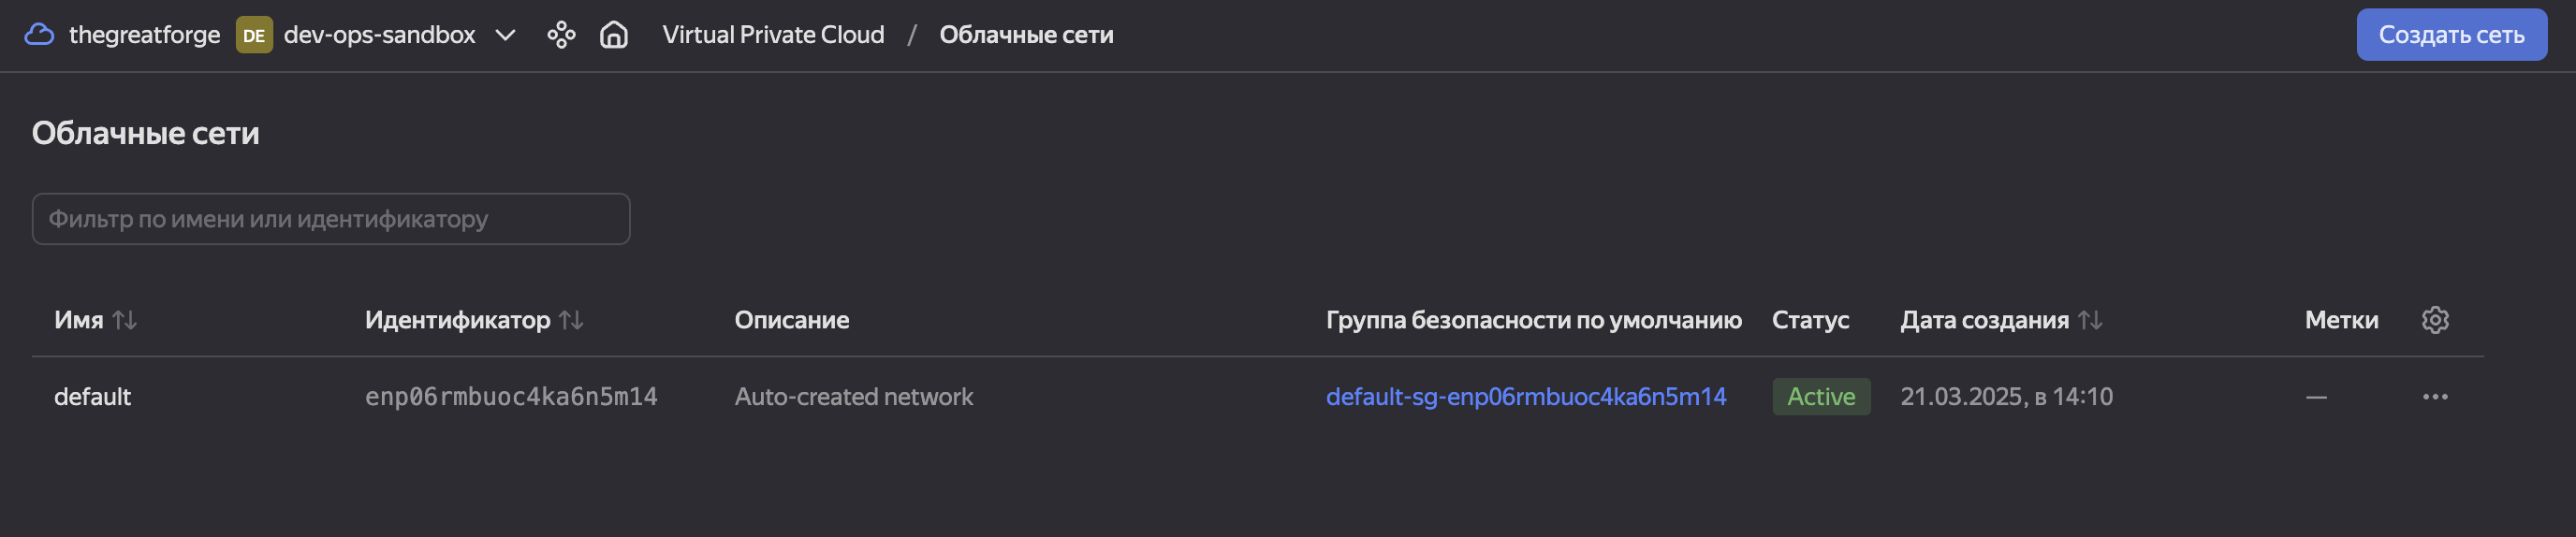 thegreatforge DE dev-ops-sandbox Virtual Private Cloud / Облачные сети Создать сеть
Облачные сети
Фильтр по имени или идентификатору
Имя Идентификатор Описание Группа безопасности по умолчанию Статус Дата создания Метки
default enp06rmbuoc4ka6n5m14 Auto-created network default-sg-enp06rmbuoc4ka6n5m14 Active 21.03.2025, в 14:10 —